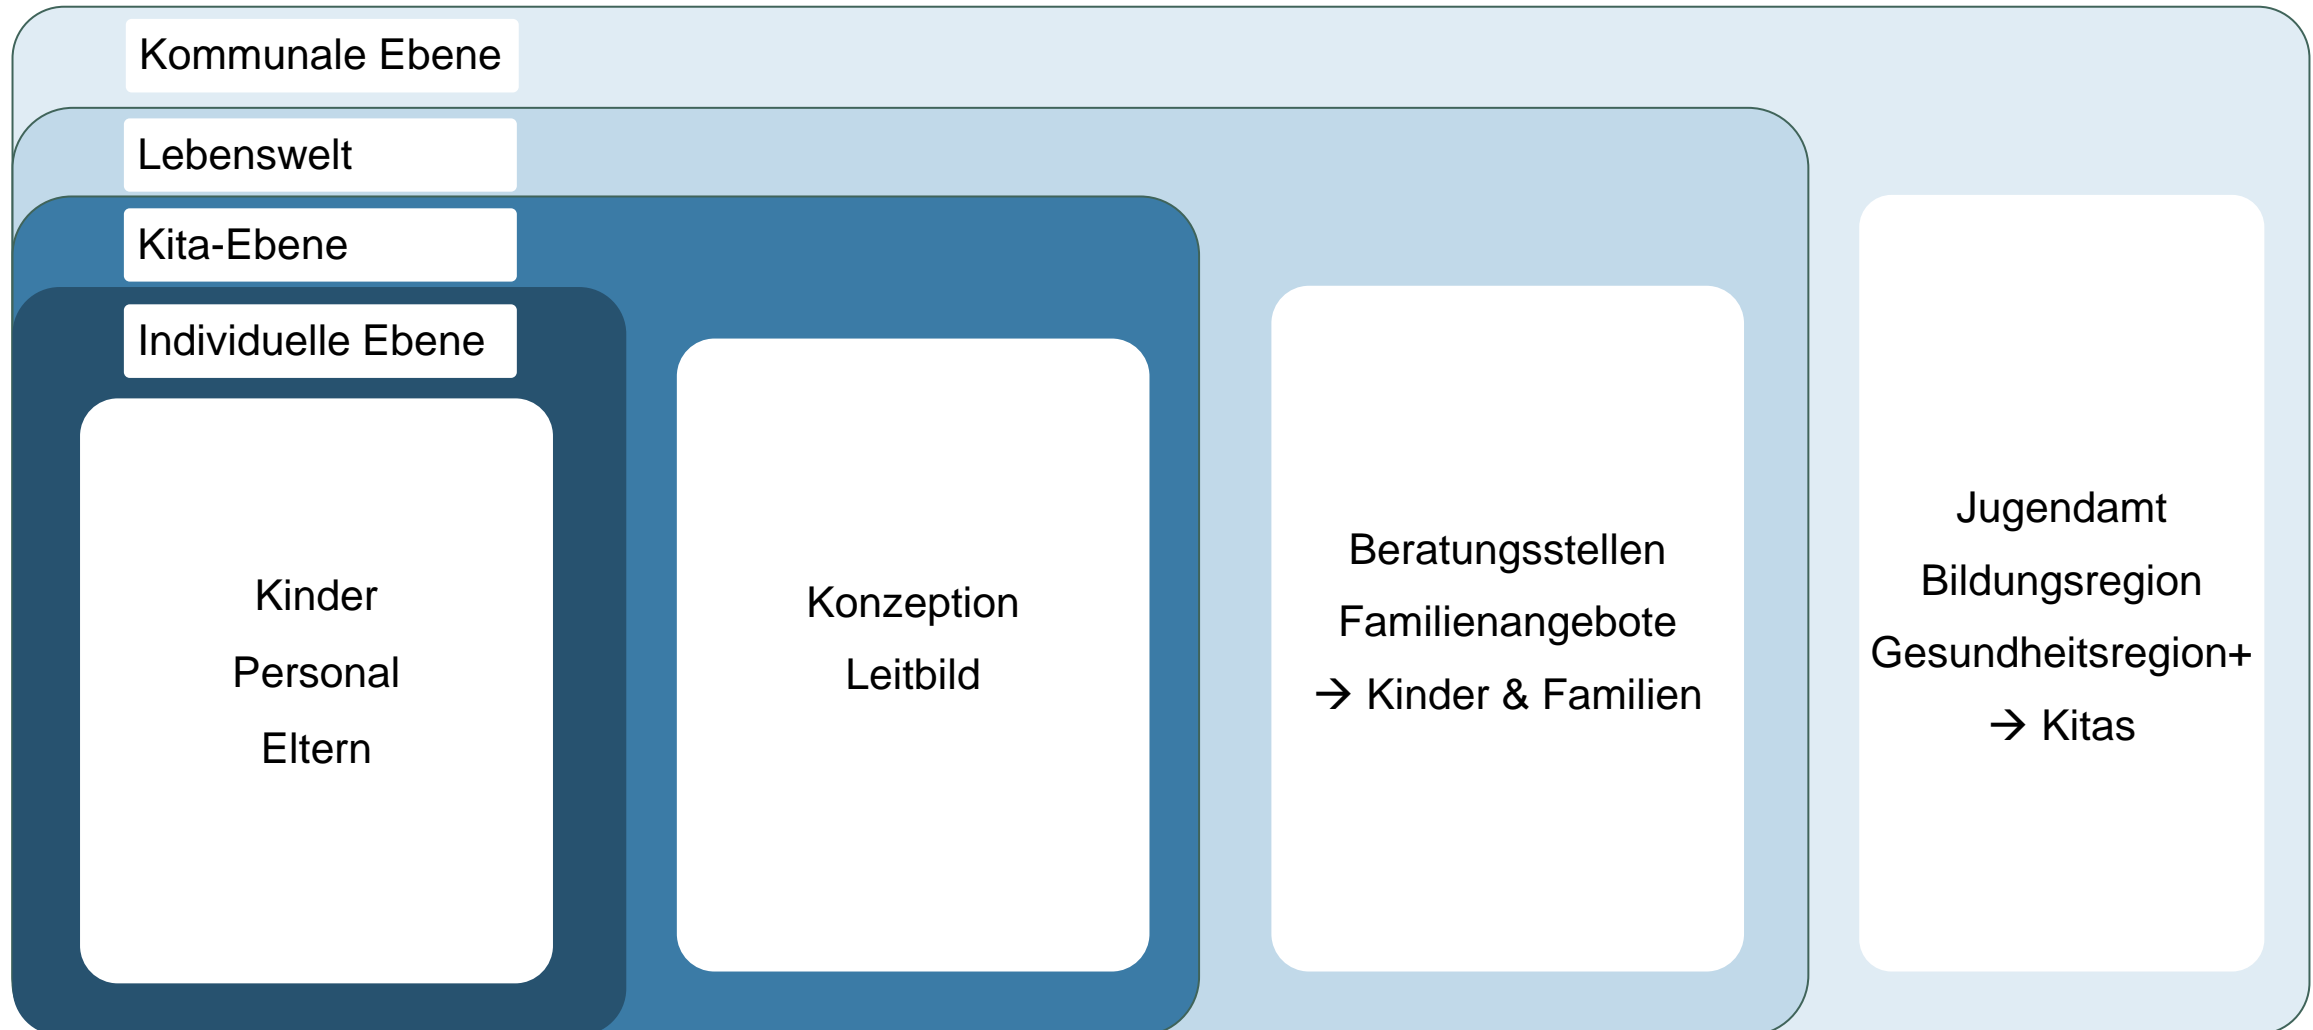 Kommunale Ebene
Lebenswelt
Kita-Ebene
Individuelle Ebene
Kinder
Personal
Eltern
Konzeption
Leitbild
Beratungsstellen
Familienangebote
→ Kinder & Familien
Jugendamt
Bildungsregion
Gesundheitsregion+
→ Kitas